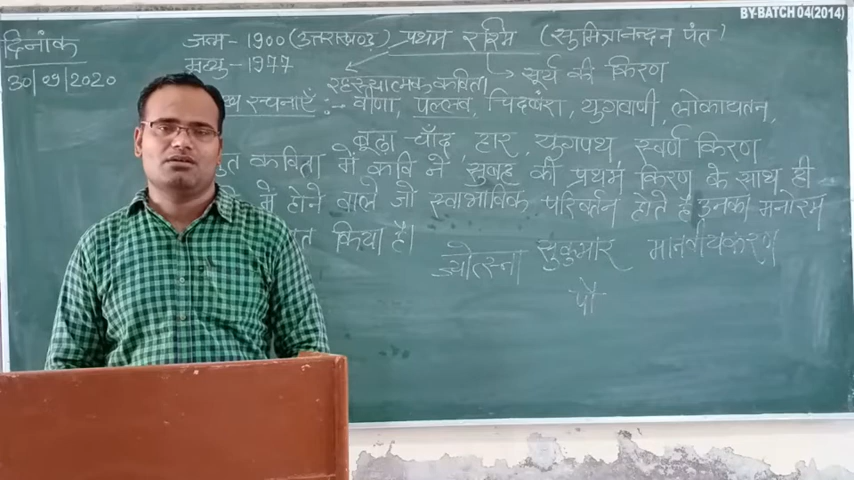 BY-BATCH 04(2014)
दिनांक
30/09/2020
जन्म - 1900 (उत्तराखण्ड) प्रथम रश्मि (सुमित्रानन्दन पंत)
मृत्यु - 1977
रहस्यात्मक कविता सूर्य की किरण
रचनाएँ :- वीणा, पल्लव, चिदम्बरा, युगवाणी, लोकायतन,
बूढ़ा चाँद, हार, युगपथ, स्वर्ण किरण
कविता में कवि ने सुबह की प्रथम किरण के साथ ही
में होने वाले जो स्वाभाविक परिवर्तन होते हैं उनका मनोरम
किया है।
ज्योत्स्ना सुकुमार मानवीयकरण
पौ